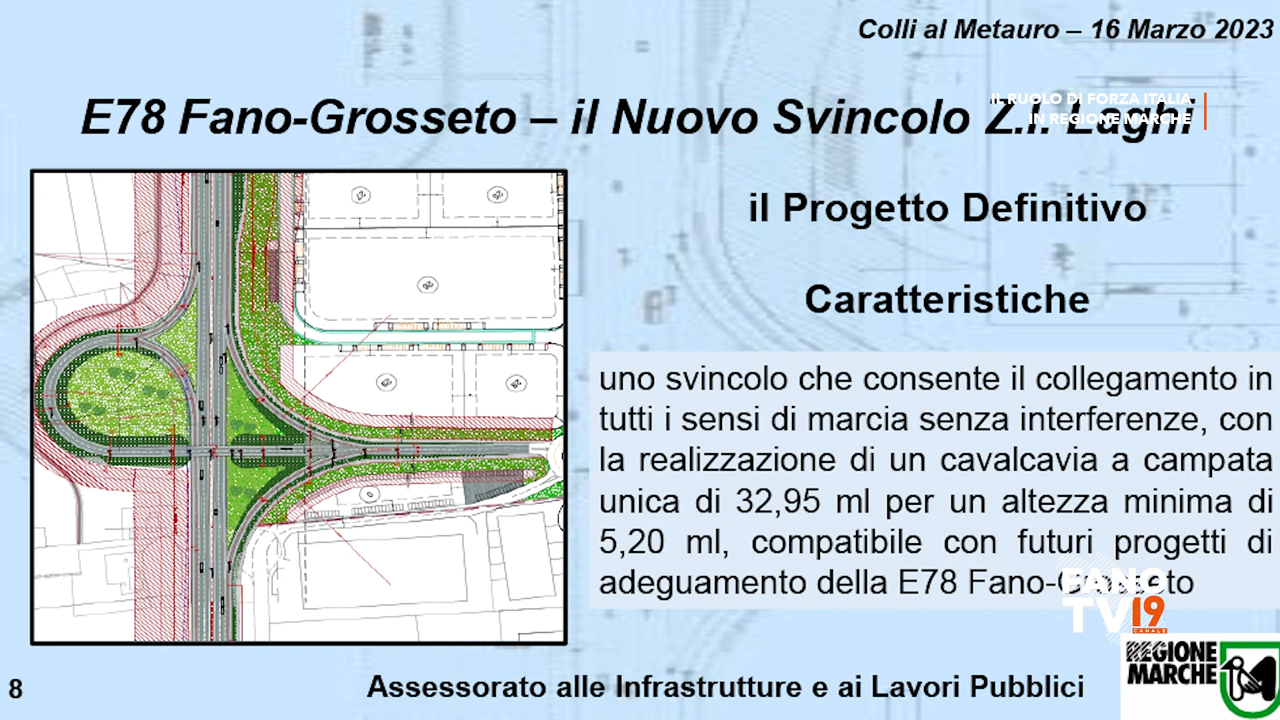 Colli al Metauro – 16 Marzo 2023
E78 Fano-Grosseto – il Nuovo Svincolo Z.I. Laghi
IL RUOLO DI FORZA ITALIA
IN REGIONE MARCHE
il Progetto Definitivo
Caratteristiche
uno svincolo che consente il collegamento in
tutti i sensi di marcia senza interferenze, con
la realizzazione di un cavalcavia a campata
unica di 32,95 ml per un altezza minima di
5,20 ml, compatibile con futuri progetti di
adeguamento della E78 Fano-Grosseto
FANO
TV 19
CANALE
REGIONE
MARCHE
8
Assessorato alle Infrastrutture e ai Lavori Pubblici